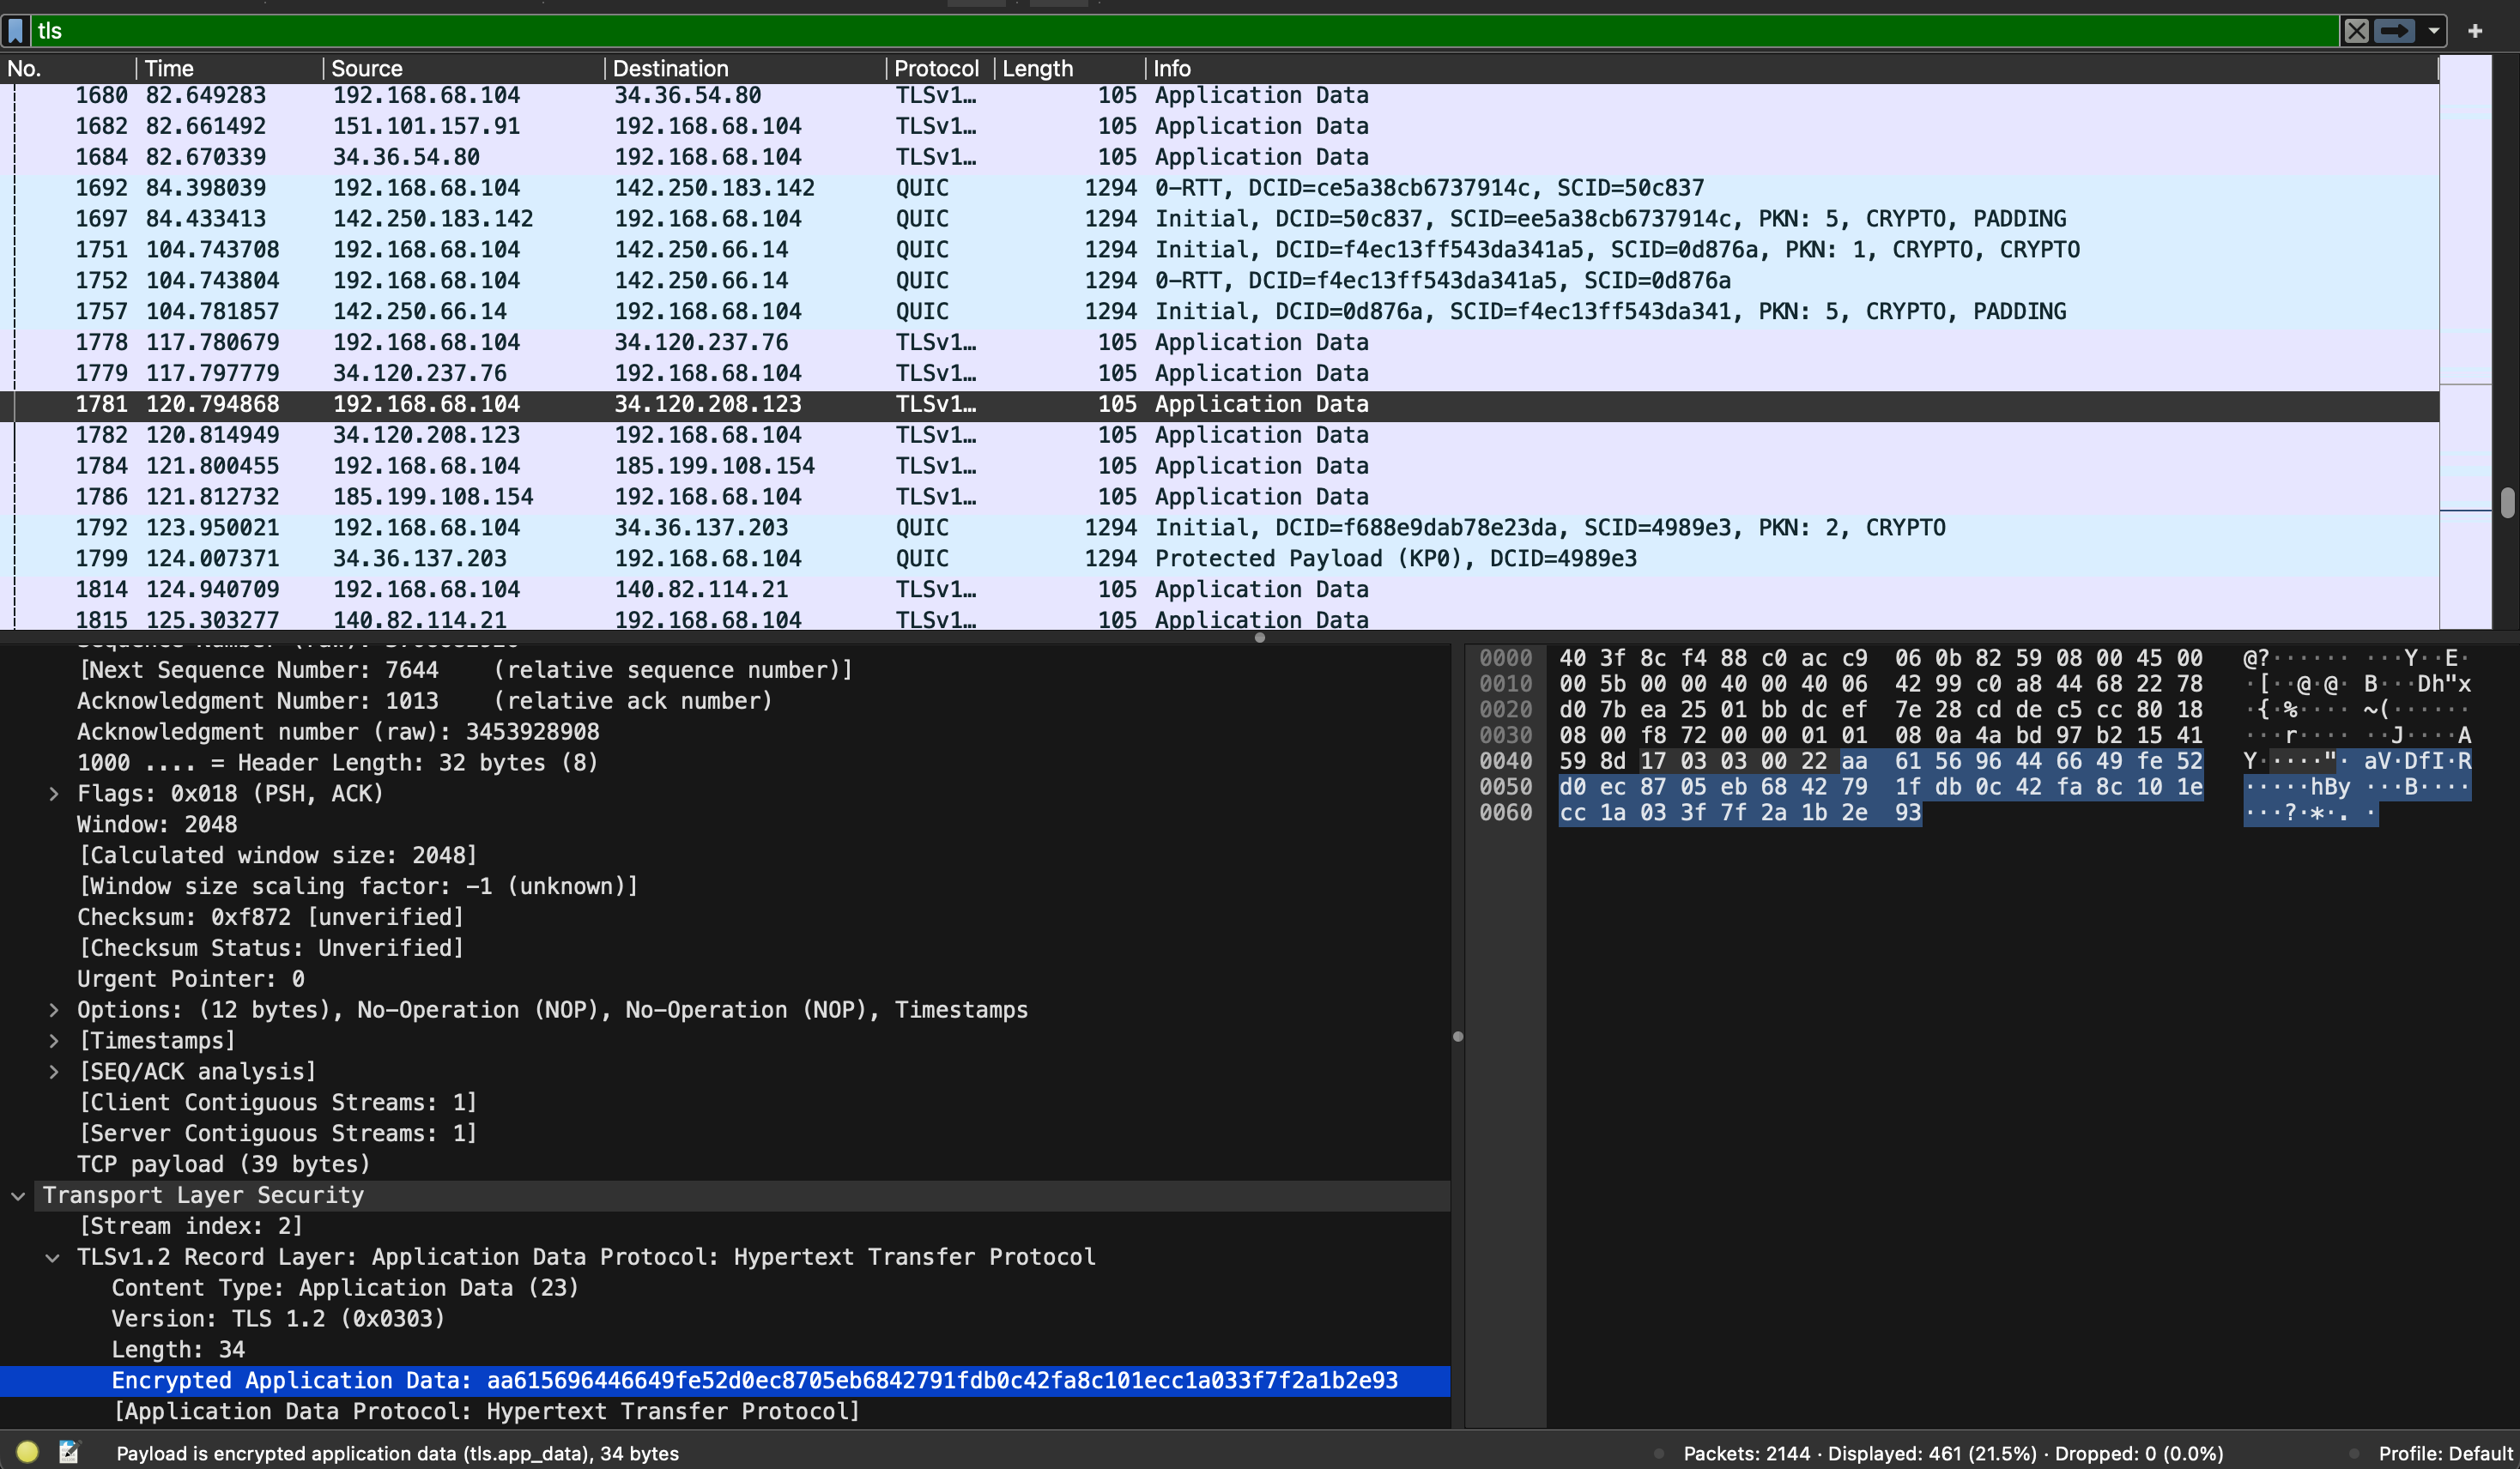 tls
No. Time Source Destination Protocol Length Info
1680 82.649283 192.168.68.104 34.36.54.80 TLSv1… 105 Application Data
1682 82.661492 151.101.157.91 192.168.68.104 TLSv1… 105 Application Data
1684 82.670339 34.36.54.80 192.168.68.104 TLSv1… 105 Application Data
1692 84.398039 192.168.68.104 142.250.183.142 QUIC 1294 0-RTT, DCID=ce5a38cb6737914c, SCID=50c837
1697 84.433413 142.250.183.142 192.168.68.104 QUIC 1294 Initial, DCID=50c837, SCID=ee5a38cb6737914c, PKN: 5, CRYPTO, PADDING
1751 104.743708 192.168.68.104 142.250.66.14 QUIC 1294 Initial, DCID=f4ec13ff543da341a5, SCID=0d876a, PKN: 1, CRYPTO, CRYPTO
1752 104.743804 192.168.68.104 142.250.66.14 QUIC 1294 0-RTT, DCID=f4ec13ff543da341a5, SCID=0d876a
1757 104.781857 142.250.66.14 192.168.68.104 QUIC 1294 Initial, DCID=0d876a, SCID=f4ec13ff543da341, PKN: 5, CRYPTO, PADDING
1778 117.780679 192.168.68.104 34.120.237.76 TLSv1… 105 Application Data
1779 117.797779 34.120.237.76 192.168.68.104 TLSv1… 105 Application Data
1781 120.794868 192.168.68.104 34.120.208.123 TLSv1… 105 Application Data
1782 120.814949 34.120.208.123 192.168.68.104 TLSv1… 105 Application Data
1784 121.800455 192.168.68.104 185.199.108.154 TLSv1… 105 Application Data
1786 121.812732 185.199.108.154 192.168.68.104 TLSv1… 105 Application Data
1792 123.950021 192.168.68.104 34.36.137.203 QUIC 1294 Initial, DCID=f688e9dab78e23da, SCID=4989e3, PKN: 2, CRYPTO
1799 124.007371 34.36.137.203 192.168.68.104 QUIC 1294 Protected Payload (KP0), DCID=4989e3
1814 124.940709 192.168.68.104 140.82.114.21 TLSv1… 105 Application Data
1815 125.303277 140.82.114.21 192.168.68.104 TLSv1… 105 Application Data
[Next Sequence Number: 7644 (relative sequence number)]
Acknowledgment Number: 1013 (relative ack number)
Acknowledgment number (raw): 3453928908
1000 .... = Header Length: 32 bytes (8)
Flags: 0x018 (PSH, ACK)
Window: 2048
[Calculated window size: 2048]
[Window size scaling factor: -1 (unknown)]
Checksum: 0xf872 [unverified]
[Checksum Status: Unverified]
Urgent Pointer: 0
Options: (12 bytes), No-Operation (NOP), No-Operation (NOP), Timestamps
[Timestamps]
[SEQ/ACK analysis]
[Client Contiguous Streams: 1]
[Server Contiguous Streams: 1]
TCP payload (39 bytes)
Transport Layer Security
[Stream index: 2]
TLSv1.2 Record Layer: Application Data Protocol: Hypertext Transfer Protocol
Content Type: Application Data (23)
Version: TLS 1.2 (0x0303)
Length: 34
Encrypted Application Data: aa615696446649fe52d0ec8705eb6842791fdb0c42fa8c101ecc1a033f7f2a1b2e93
[Application Data Protocol: Hypertext Transfer Protocol]
0000 40 3f 8c f4 88 c0 ac c9 06 0b 82 59 08 00 45 00 @?······ ···Y··E·
0010 00 5b 00 00 40 00 40 06 42 99 c0 a8 44 68 22 78 ·[··@·@· B···Dh"x
0020 d0 7b ea 25 01 bb dc ef 7e 28 cd de c5 cc 80 18 ·{·%···· ~(······
0030 08 00 f8 72 00 00 01 01 08 0a 4a bd 97 b2 15 41 ···r···· ··J····A
0040 59 8d 17 03 03 00 22 aa 61 56 96 44 66 49 fe 52 Y·····"· aV·DfI·R
0050 d0 ec 87 05 eb 68 42 79 1f db 0c 42 fa 8c 10 1e ·····hBy ···B····
0060 cc 1a 03 3f 7f 2a 1b 2e 93 ···?·*·. ·
Payload is encrypted application data (tls.app_data), 34 bytes
Packets: 2144 · Displayed: 461 (21.5%) · Dropped: 0 (0.0%)
Profile: Default